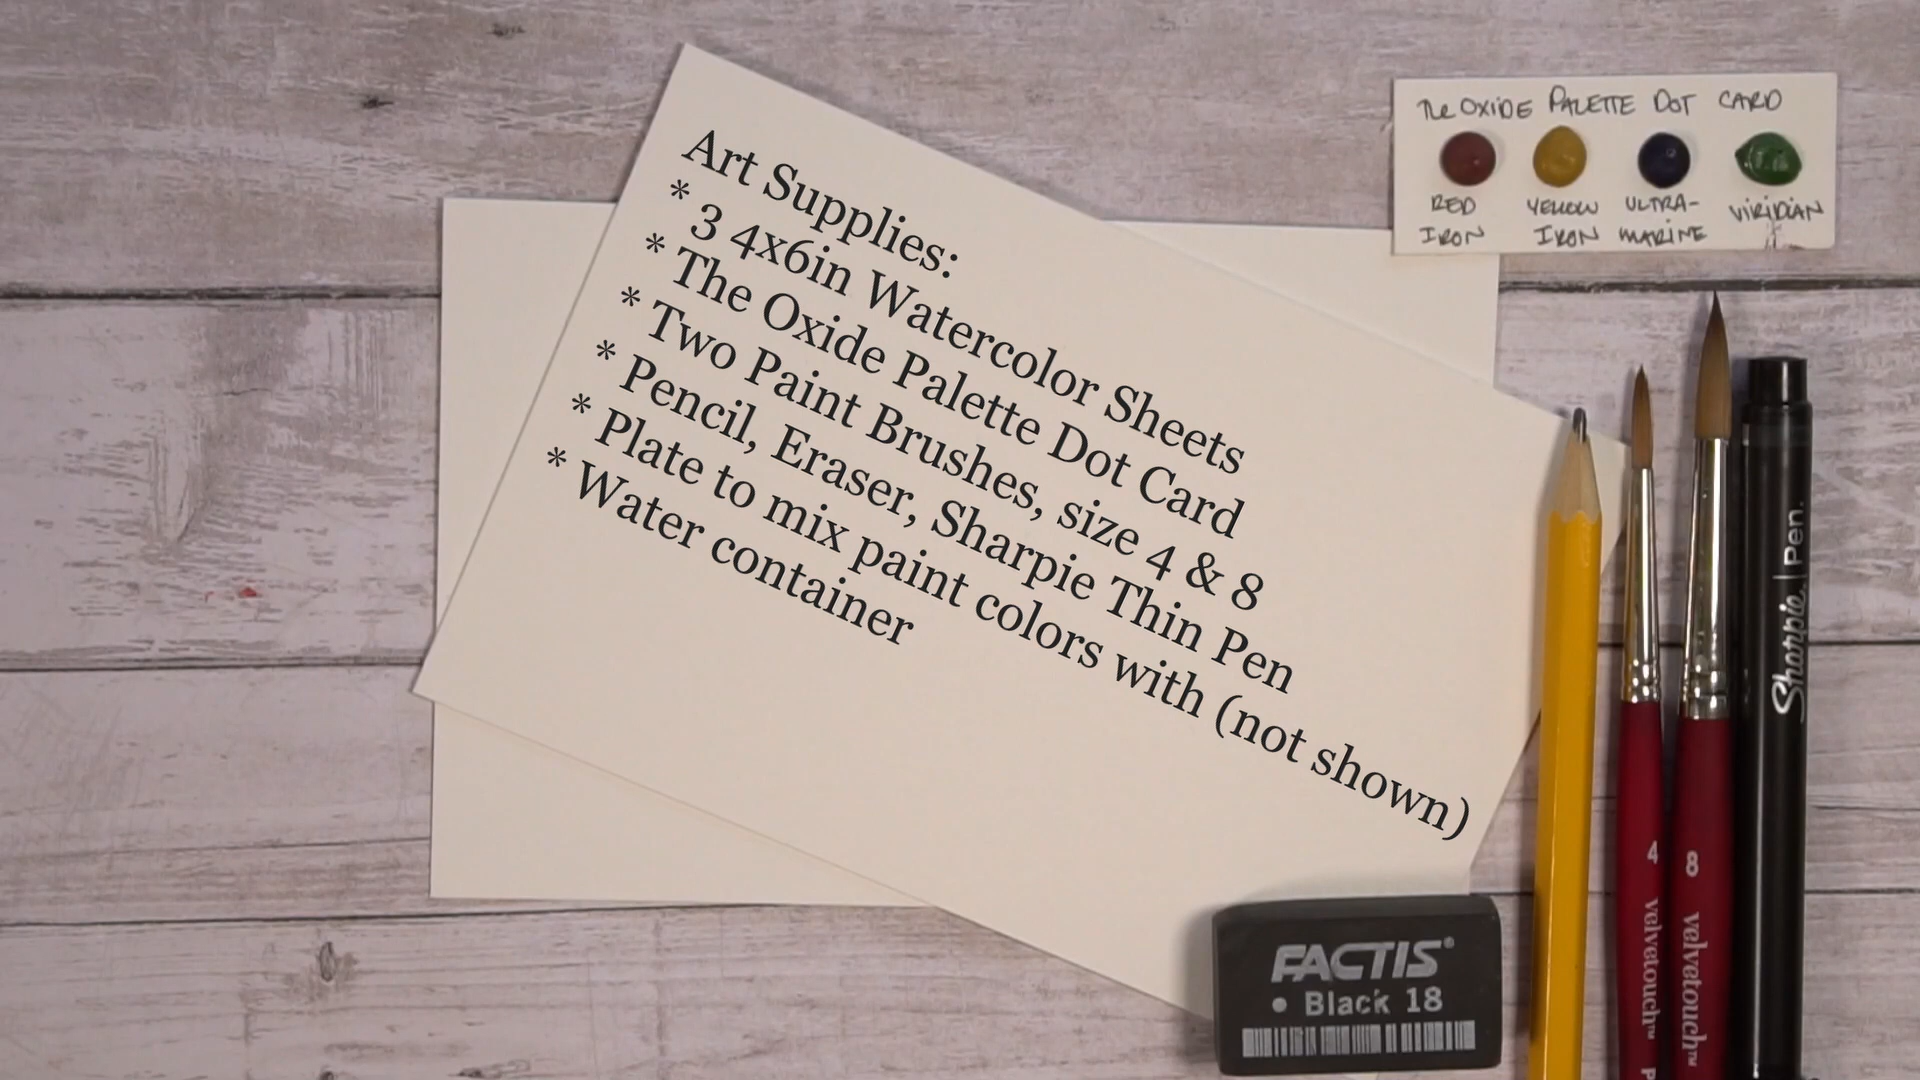 Art Supplies:
* 3 4x6in Watercolor Sheets
* The Oxide Palette Dot Card
* Two Paint Brushes, size 4 & 8
* Pencil, Eraser, Sharpie Thin Pen
* Plate to mix paint colors with (not shown)
* Water container
The OXIDE PALETTE DOT CARD
RED IRON
YELLOW IRON
ULTRA-MARINE
VIRIDIAN
Sharpie | Pen.
4 velvetouch™
8 velvetouch™
FACTIS®
• Black 18